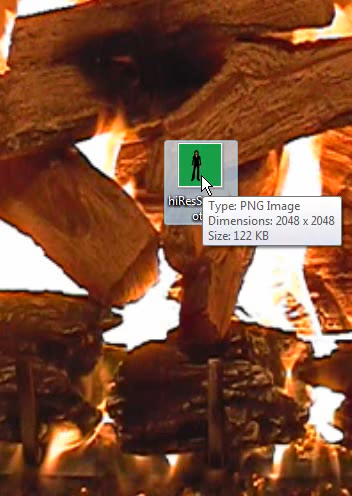 hiResS
ot
Type: PNG Image
Dimensions: 2048 x 2048
Size: 122 KB